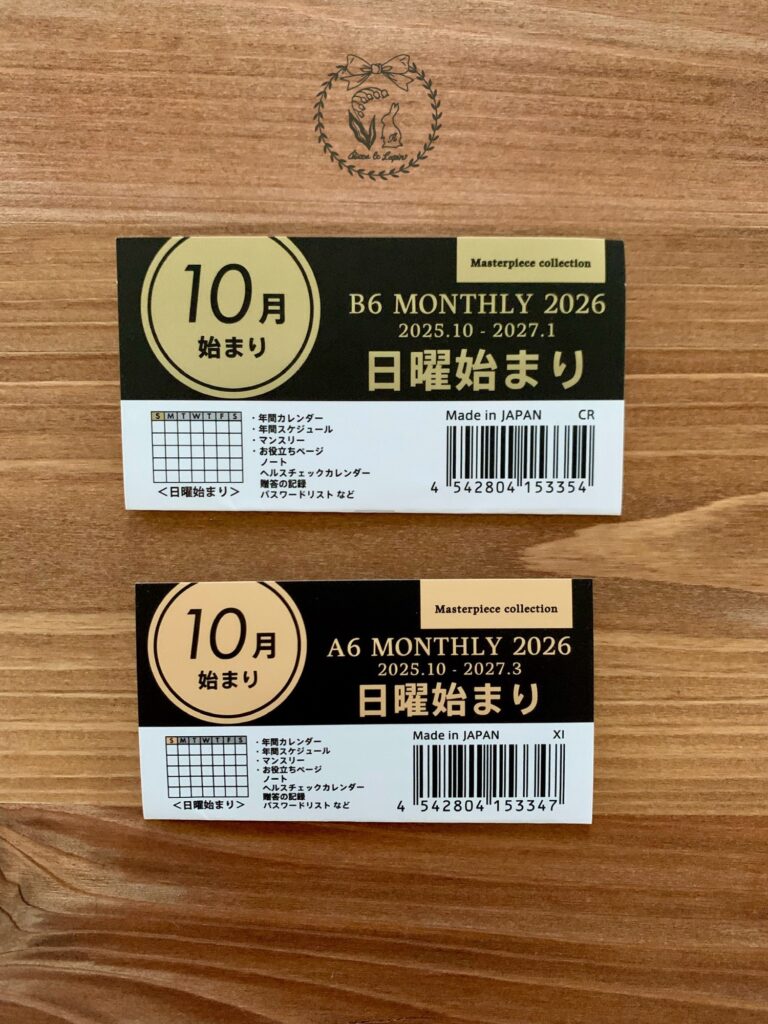 10月
始まり
Masterpiece collection
B6 MONTHLY 2026
2025.10 - 2027.1
日曜始まり
S M T W T F S
<日曜始まり>
・年間カレンダー
・年間スケジュール
・マンスリー
・お役立ちページ
ノート
ヘルスチェックカレンダー
贈答の記録
パスワードリスト など
Made in JAPAN CR
4 542804 153354
10月
始まり
Masterpiece collection
A6 MONTHLY 2026
2025.10 - 2027.3
日曜始まり
S M T W T F S
<日曜始まり>
・年間カレンダー
・年間スケジュール
・マンスリー
・お役立ちページ
ノート
ヘルスチェックカレンダー
贈答の記録
パスワードリスト など
Made in JAPAN XI
4 542804 153347